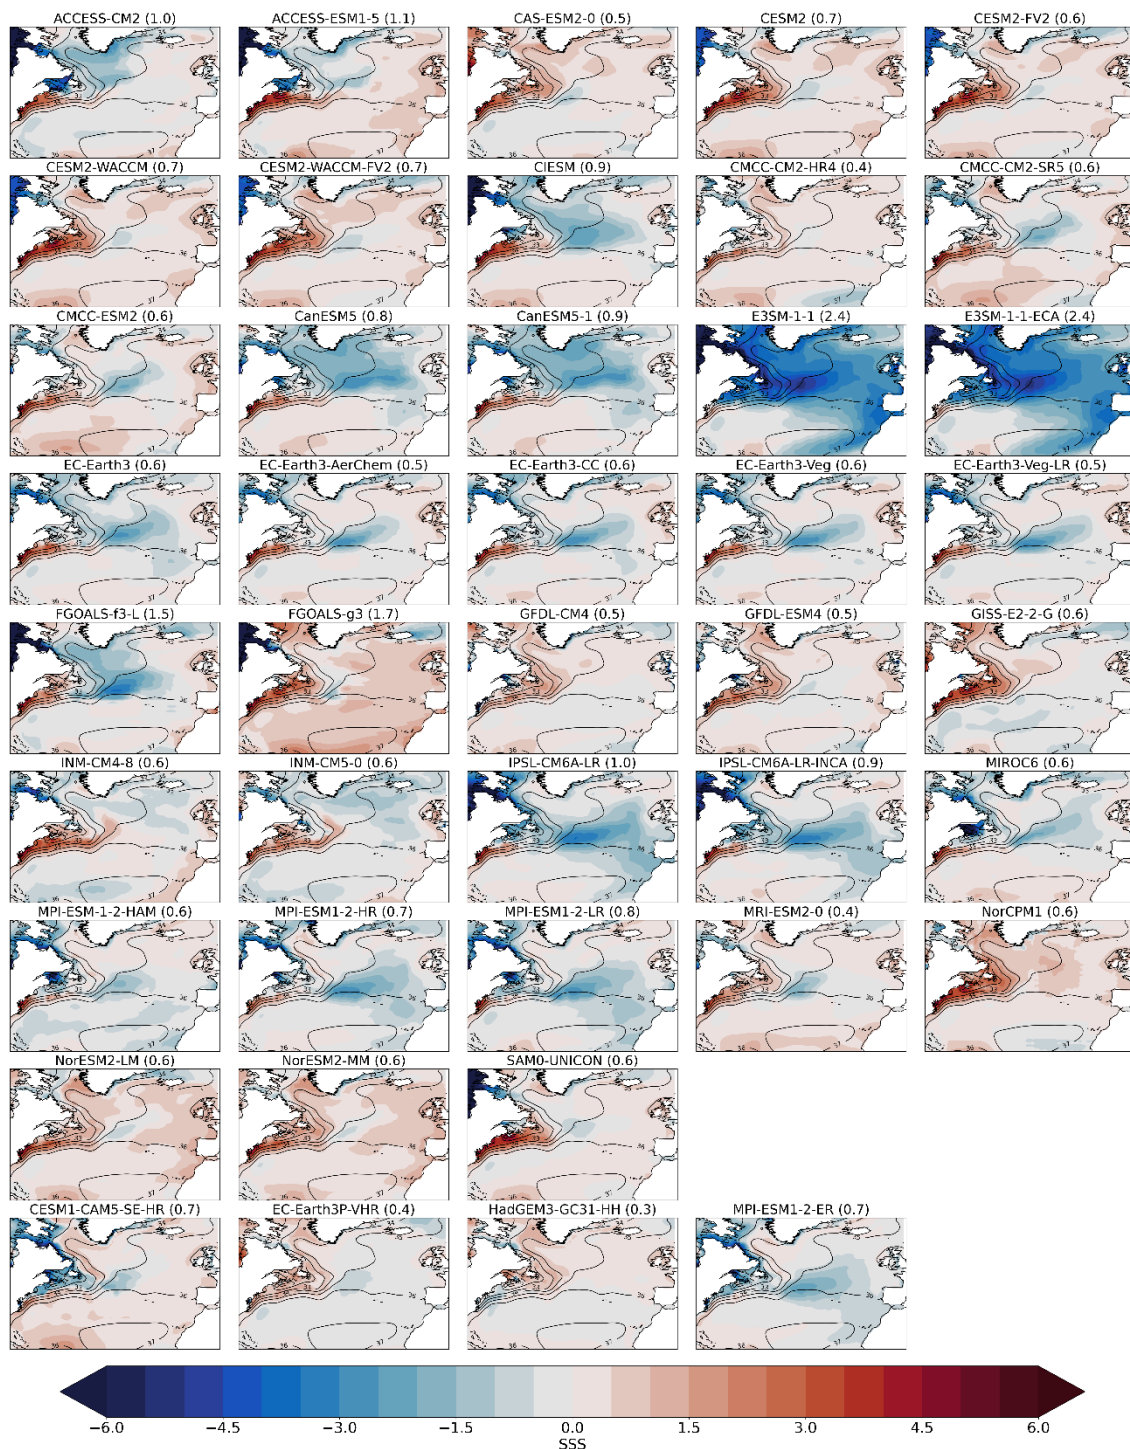 ACCESS-CM2 (1.0) ACCESS-ESM1-5 (1.1) CAS-ESM2-0 (0.5) CESM2 (0.7) CESM2-FV2 (0.6)
CESM2-WACCM (0.7) CESM2-WACCM-FV2 (0.7) CIESM (0.9) CMCC-CM2-HR4 (0.4) CMCC-CM2-SR5 (0.6)
CMCC-ESM2 (0.6) CanESM5 (0.8) CanESM5-1 (0.9) E3SM-1-1 (2.4) E3SM-1-1-ECA (2.4)
EC-Earth3 (0.6) EC-Earth3-AerChem (0.5) EC-Earth3-CC (0.6) EC-Earth3-Veg (0.6) EC-Earth3-Veg-LR (0.5)
FGOALS-f3-L (1.5) FGOALS-g3 (1.7) GFDL-CM4 (0.5) GFDL-ESM4 (0.5) GISS-E2-2-G (0.6)
INM-CM4-8 (0.6) INM-CM5-0 (0.6) IPSL-CM6A-LR (1.0) IPSL-CM6A-LR-INCA (0.9) MIROC6 (0.6)
MPI-ESM-1-2-HAM (0.6) MPI-ESM1-2-HR (0.7) MPI-ESM1-2-LR (0.8) MRI-ESM2-0 (0.4) NorCPM1 (0.6)
NorESM2-LM (0.6) NorESM2-MM (0.6) SAM0-UNICON (0.6)
CESM1-CAM5-SE-HR (0.7) EC-Earth3P-VHR (0.4) HadGEM3-GC31-HH (0.3) MPI-ESM1-2-ER (0.7)
−6.0 −4.5 −3.0 −1.5 0.0 1.5 3.0 4.5 6.0
SSS